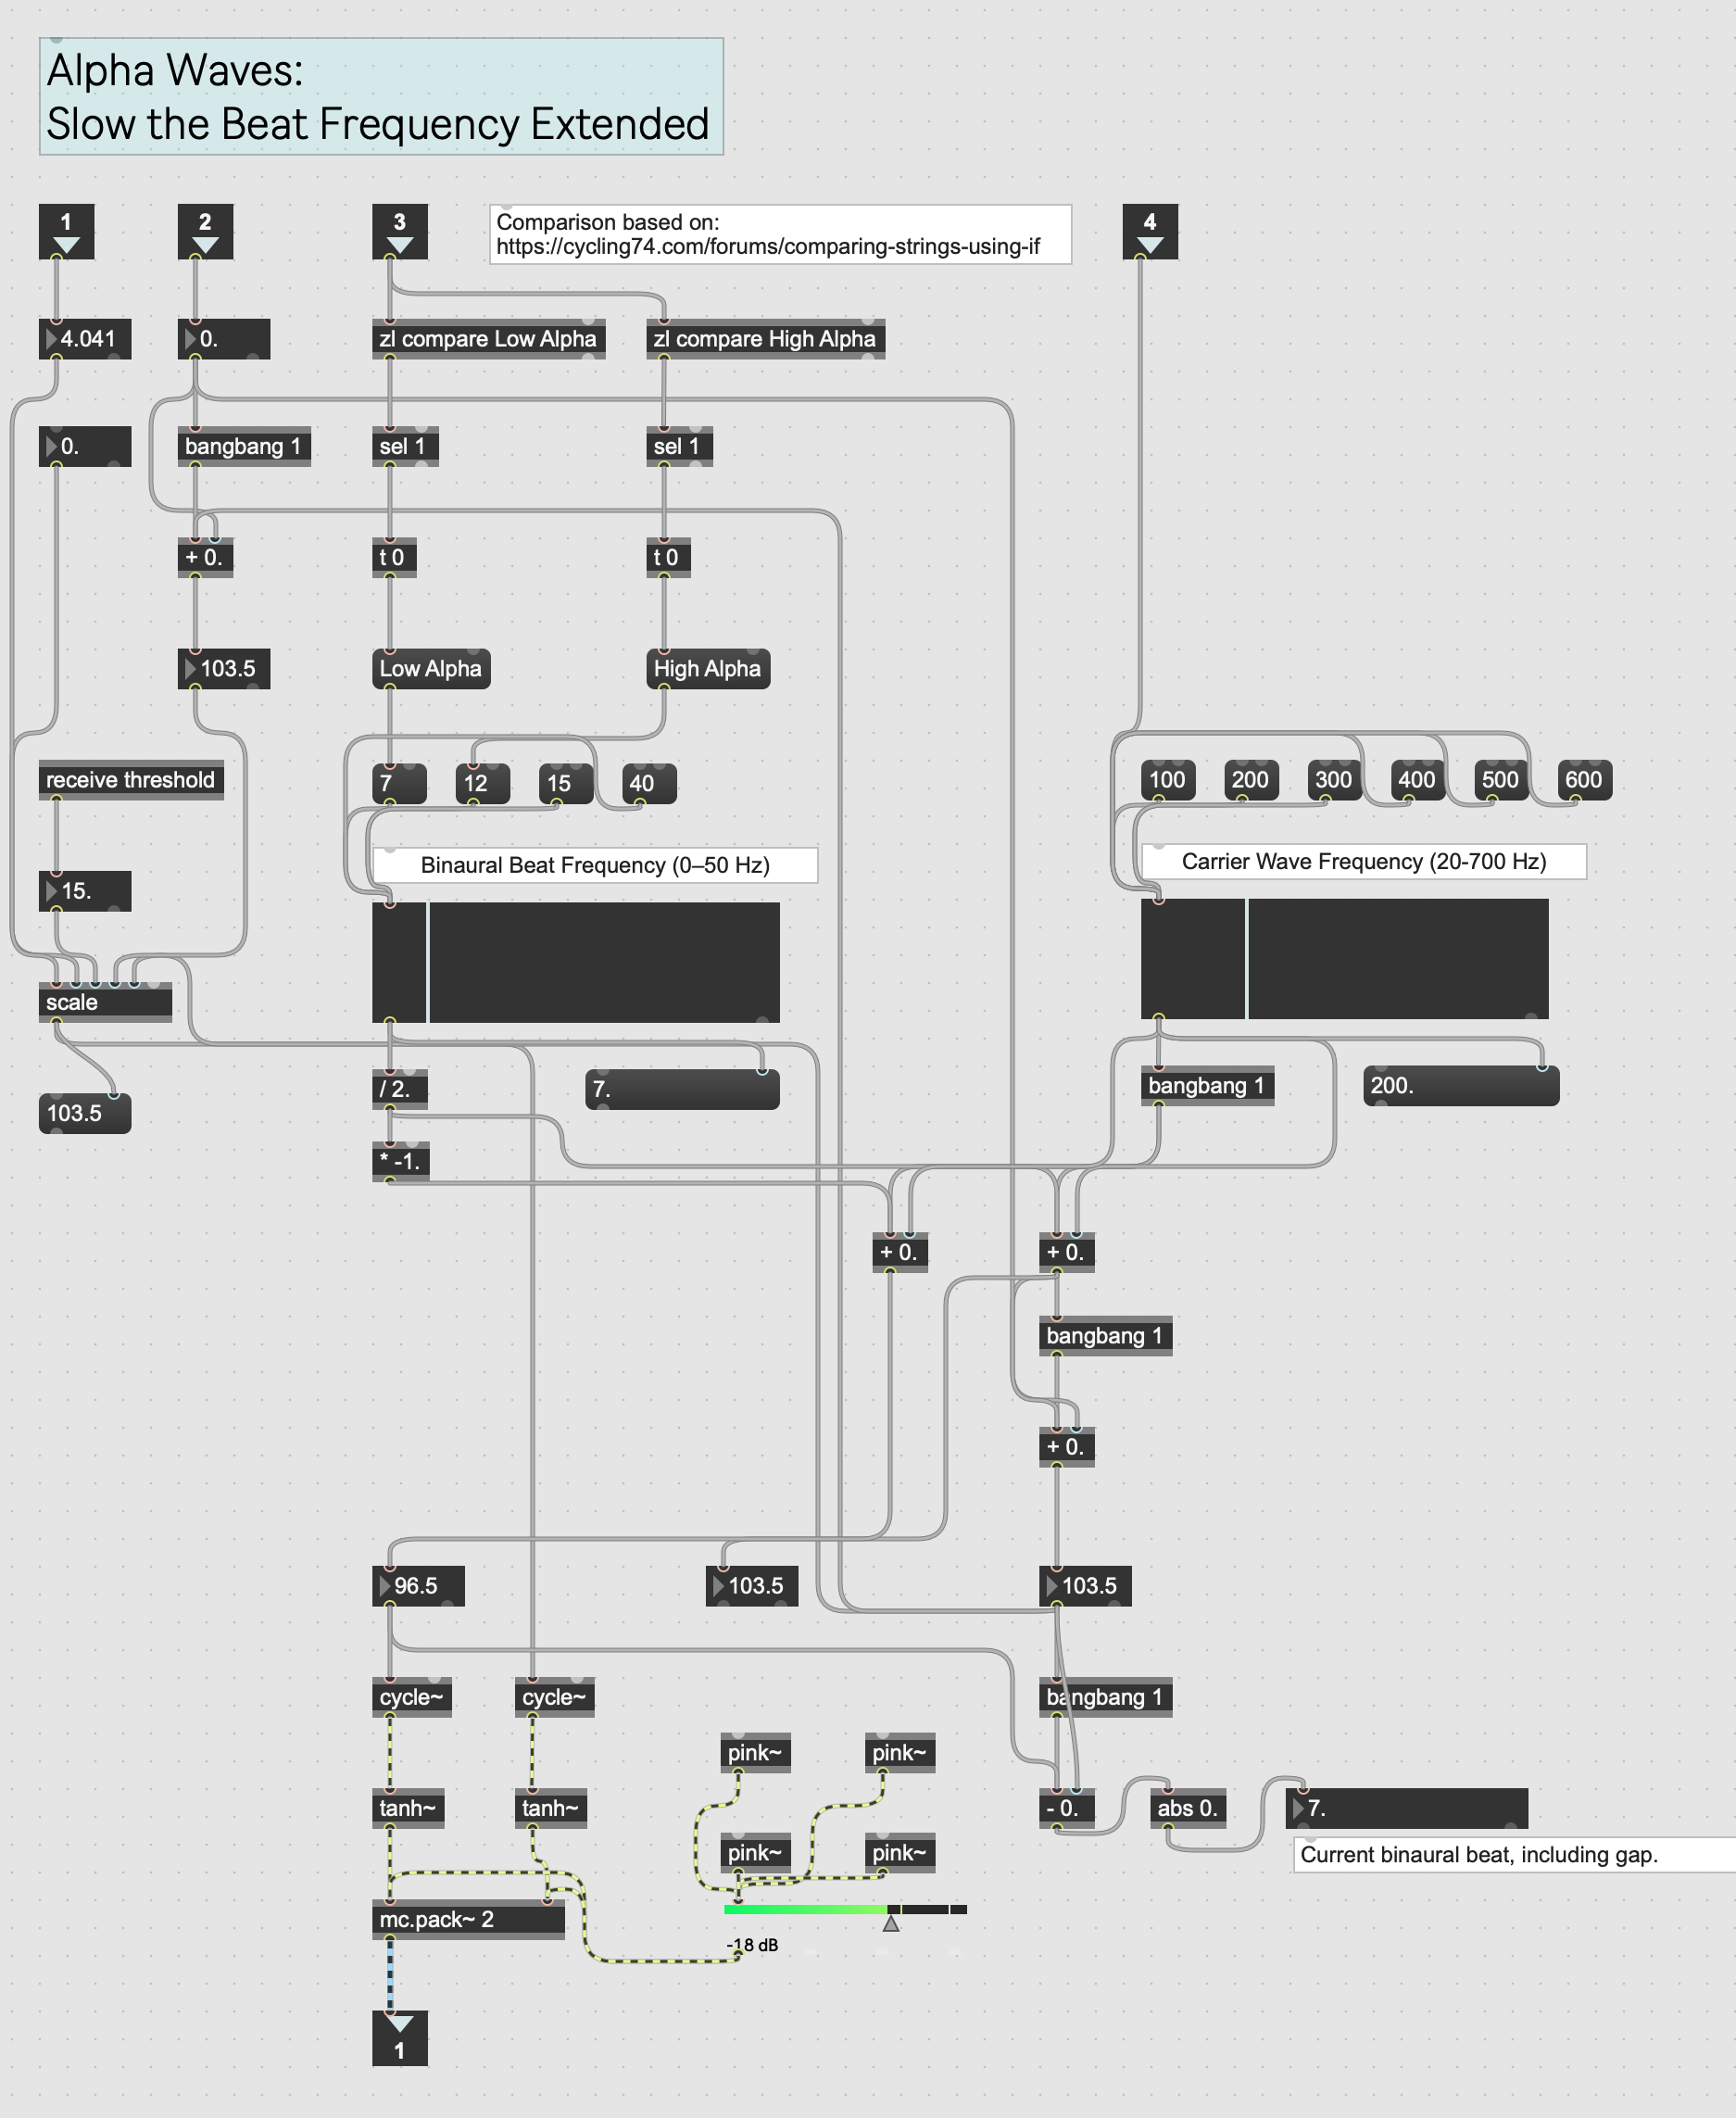 Alpha Waves:
Slow the Beat Frequency Extended
1
2
3
Comparison based on:
https://cycling74.com/forums/comparing-strings-using-if
4
4.041
0.
zl compare Low Alpha
zl compare High Alpha
0.
bangbang 1
sel 1
sel 1
+ 0.
t 0
t 0
103.5
Low Alpha
High Alpha
receive threshold
7
12
15
40
100
200
300
400
500
600
Binaural Beat Frequency (0–50 Hz)
Carrier Wave Frequency (20-700 Hz)
15.
scale
/ 2.
7.
bangbang 1
200.
103.5
* -1.
+ 0.
+ 0.
bangbang 1
+ 0.
96.5
103.5
103.5
cycle~
cycle~
bangbang 1
pink~
pink~
tanh~
tanh~
- 0.
abs 0.
7.
pink~
pink~
Current binaural beat, including gap.
mc.pack~ 2
-18 dB
1